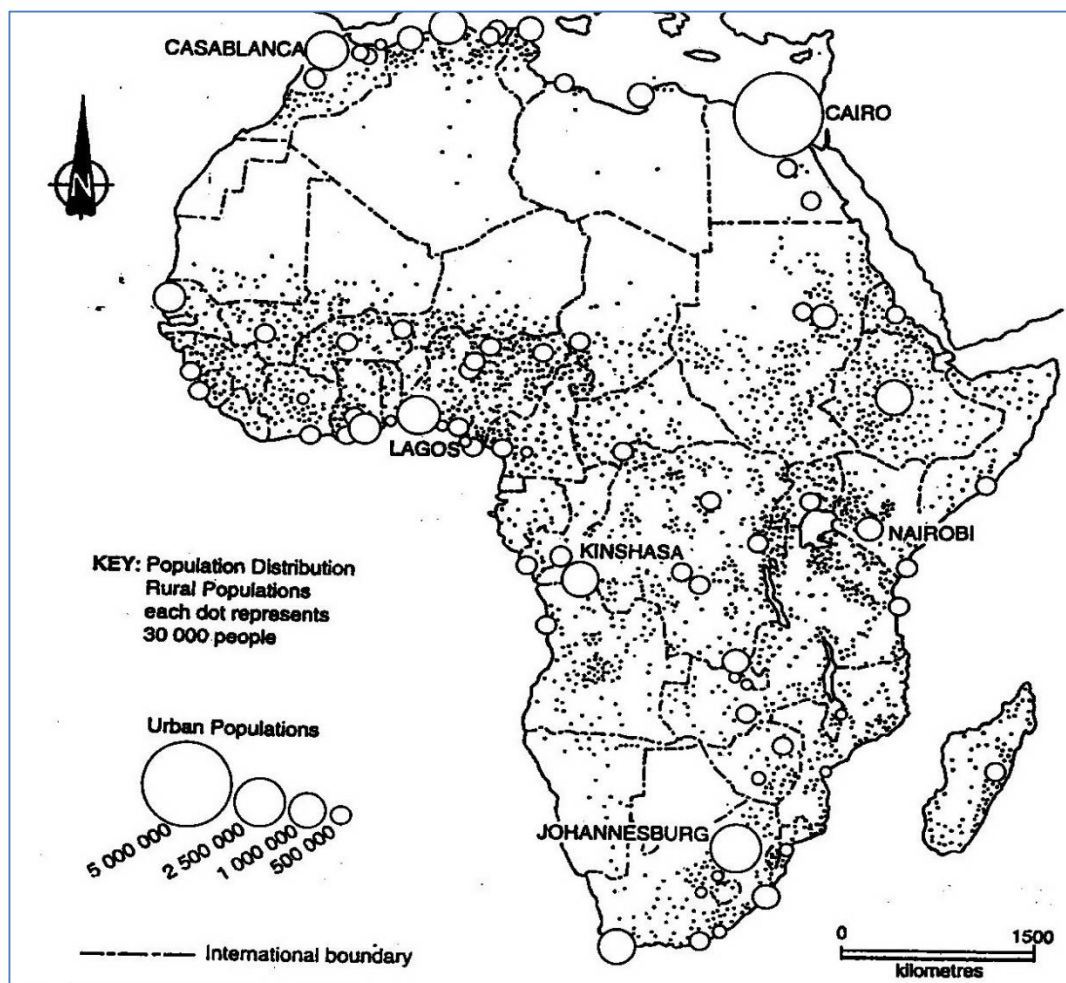 CASABLANCA
CAIRO
N
LAGOS
NAIROBI
KINSHASA
KEY: Population Distribution
Rural Populations
each dot represents
30 000 people
Urban Populations
5 000 000
2 500 000
1 000 000
500 000
JOHANNESBURG
International boundary
0 1500
kilometres